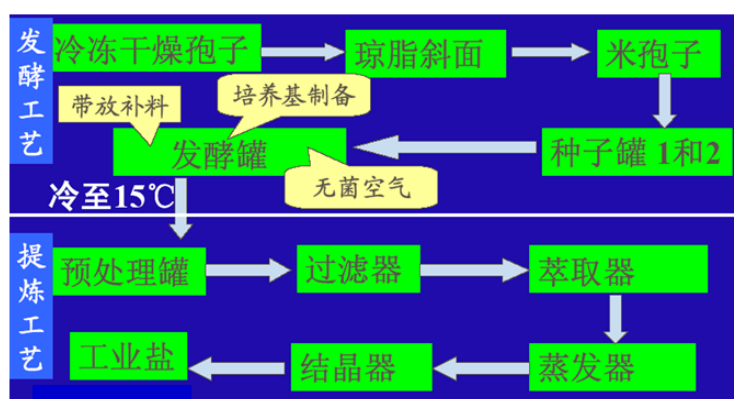 发酵工艺
冷冻干燥孢子
琼脂斜面
米孢子
带放补料
培养基制备
发酵罐
种子罐 1和2
无菌空气
冷至15℃
提炼工艺
预处理罐
过滤器
萃取器
工业盐
结晶器
蒸发器